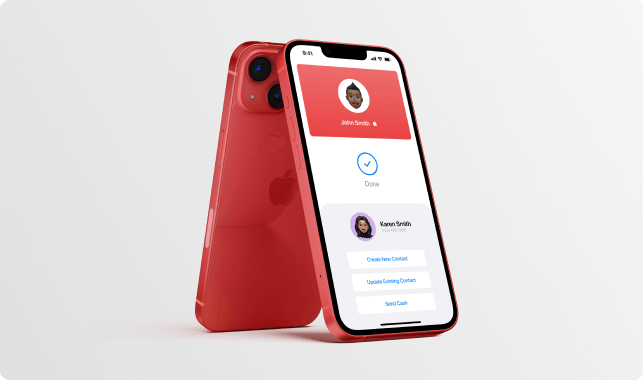 9:41
John Smith
Done
Karen Smith
Create New Contact
Update Existing Contact
Send Cash